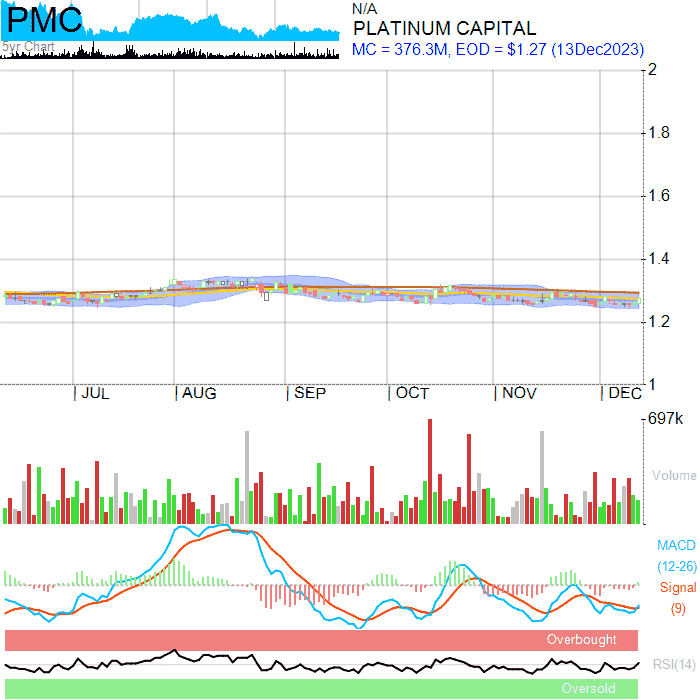 PMC
5yr Chart
N/A
PLATINUM CAPITAL
MC = 376.3M, EOD = $1.27 (13Dec2023)
2
1.8
1.6
1.4
1.2
1
JUL AUG SEP OCT NOV DEC
697k
Volume
MACD
(12-26)
Signal
(9)
Overbought
RSI(14)
Oversold